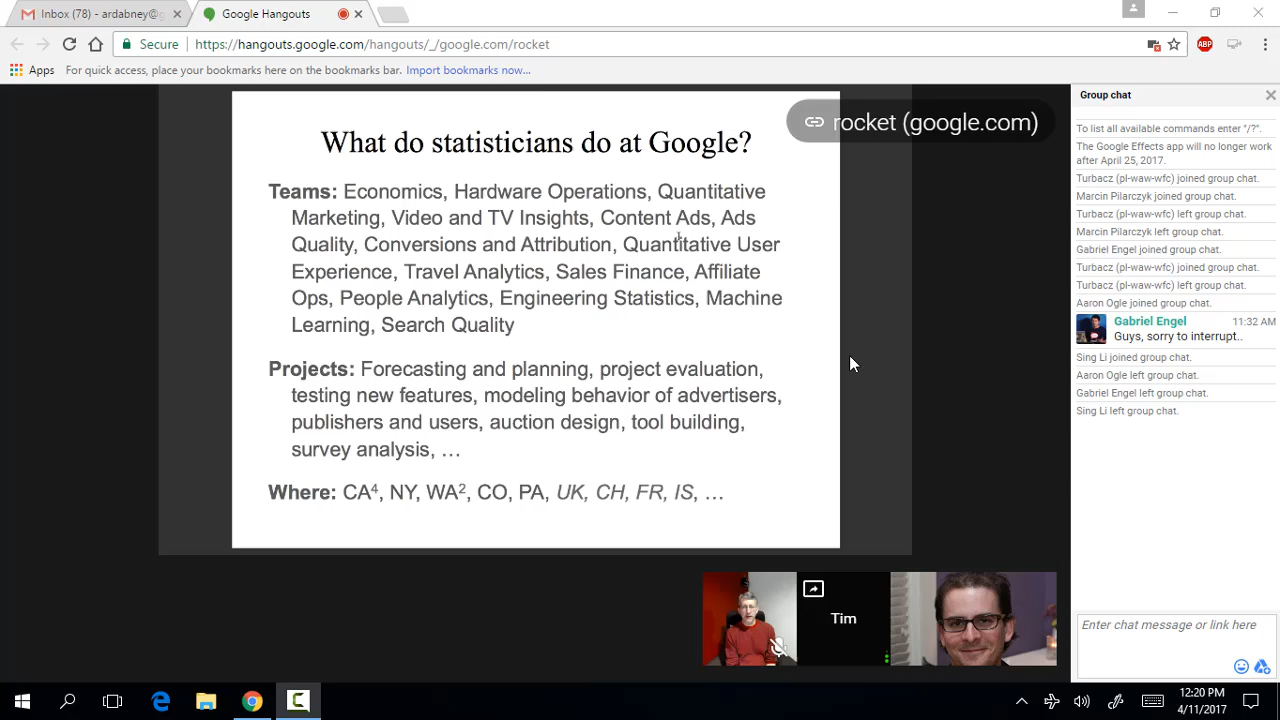 Inbox (78) - ardabney@g
Google Hangouts
Secure
https://hangouts.google.com/hangouts/_/google.com/rocket
ABP
Apps
For quick access, place your bookmarks here on the bookmarks bar. Import bookmarks now...
rocket (google.com)
What do statisticians do at Google?
Teams: Economics, Hardware Operations, Quantitative
Marketing, Video and TV Insights, Content Ads, Ads
Quality, Conversions and Attribution, Quantitative User
Experience, Travel Analytics, Sales Finance, Affiliate
Ops, People Analytics, Engineering Statistics, Machine
Learning, Search Quality
Projects: Forecasting and planning, project evaluation,
testing new features, modeling behavior of advertisers,
publishers and users, auction design, tool building,
survey analysis, …
Where: CA⁴, NY, WA², CO, PA, UK, CH, FR, IS, …
Tim
Group chat
To list all available commands enter "/?".
The Google Effects app will no longer work
after April 25, 2017.
Turbacz (pl-waw-wfc) joined group chat.
Marcin Pilarczyk joined group chat.
Turbacz (pl-waw-wfc) left group chat.
Marcin Pilarczyk left group chat.
Gabriel Engel joined group chat.
Turbacz (pl-waw-wfc) joined group chat.
Turbacz (pl-waw-wfc) left group chat.
Aaron Ogle joined group chat.
Gabriel Engel 11:32 AM
Guys, sorry to interrupt..
Sing Li joined group chat.
Aaron Ogle left group chat.
Gabriel Engel left group chat.
Sing Li left group chat.
Enter chat message or link here
12:20 PM
4/11/2017